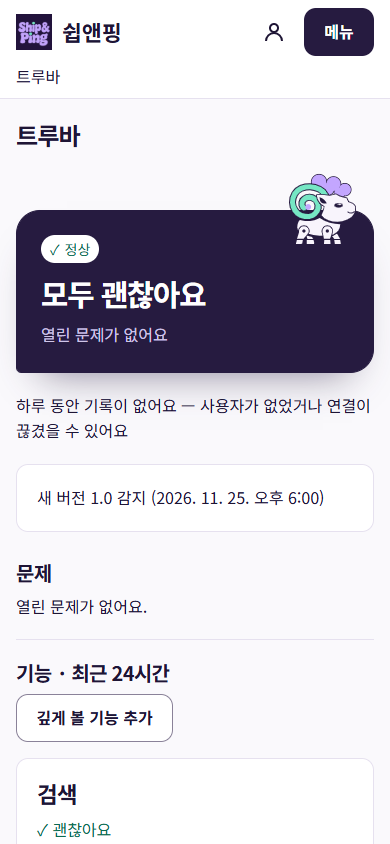 Ship&
Ping
쉽앤핑
메뉴
트루바
트루바
✓ 정상
모두 괜찮아요
열린 문제가 없어요
하루 동안 기록이 없어요 — 사용자가 없었거나 연결이
끊겼을 수 있어요
새 버전 1.0 감지 (2026. 11. 25. 오후 6:00)
문제
열린 문제가 없어요.
기능 · 최근 24시간
깊게 볼 기능 추가
검색
✓ 괜찮아요